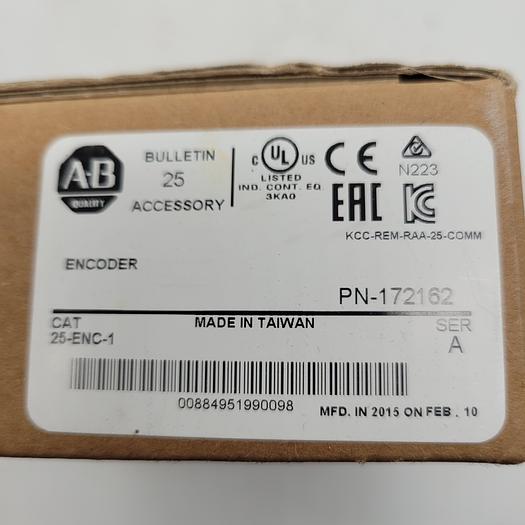 A-B
QUALITY
BULLETIN
25
ACCESSORY
C UL US
LISTED
IND. CONT. EQ.
3KA0
CE
N223
EAC
KC
KCC-REM-RAA-25-COMM
ENCODER
PN-172162
CAT
25-ENC-1
MADE IN TAIWAN
SER
A
00884951990098
MFD. IN 2015 ON FEB . 10